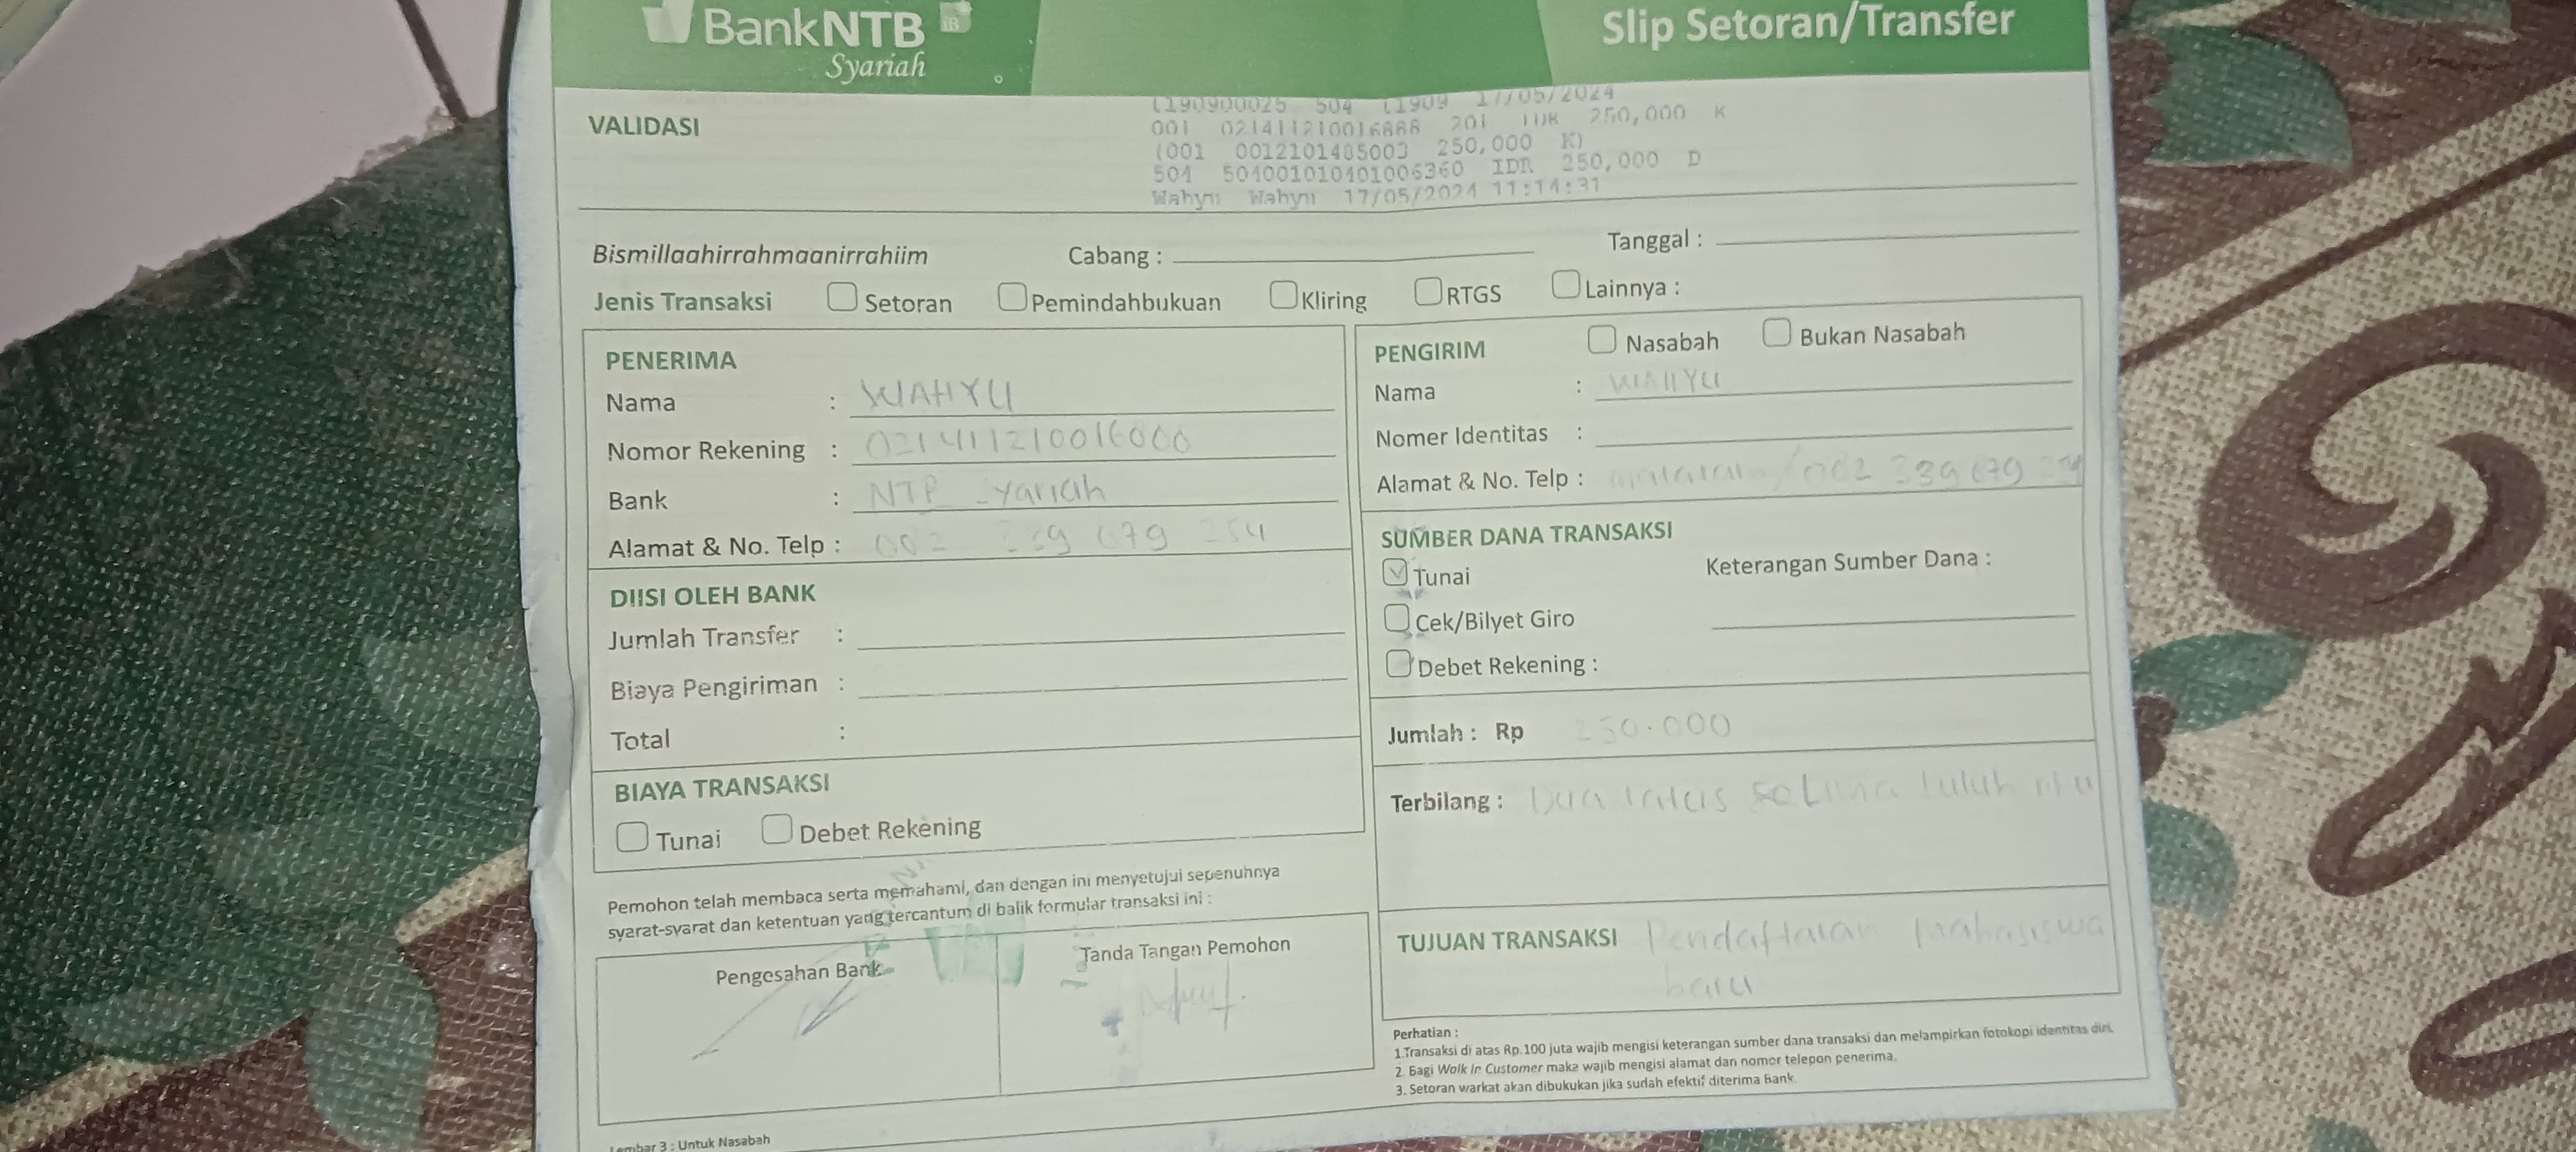 BankNTB iB
Syariah
Slip Setoran/Transfer
VALIDASI
17/05/2024
001 021411210016888 201 IDR 250,000 K
(001 0012101485003 250,000 K)
504 504001010401006360 IDR 250,000 D
Wahyu Wahyu 17/05/2024 11:14:31
Bismillaahirrahmaanirrahiim
Cabang :
Tanggal :
Jenis Transaksi Setoran Pemindahbukuan Kliring RTGS Lainnya :
PENERIMA
Nama : WAHYU
Nomor Rekening :
Bank : NTB Syariah
Alamat & No. Telp :
DIISI OLEH BANK
Jumlah Transfer :
Biaya Pengiriman :
Total :
BIAYA TRANSAKSI
Tunai Debet Rekening
Pemohon telah membaca serta memahami, dan dengan ini menyetujui sepenuhnya
syarat-syarat dan ketentuan yang tercantum di balik formular transaksi ini :
Pengesahan Bank
Tanda Tangan Pemohon
Lembar 3 : Untuk Nasabah
PENGIRIM Nasabah Bukan Nasabah
Nama : WAHYU
Nomer Identitas :
Alamat & No. Telp :
SUMBER DANA TRANSAKSI
Tunai
Keterangan Sumber Dana :
Cek/Bilyet Giro
Debet Rekening :
Jumlah : Rp 250.000
Terbilang : Dua ratus
TUJUAN TRANSAKSI Pendaftaran Mahasiswa
baru
Perhatian :
1.Transaksi di atas Rp.100 juta wajib mengisi keterangan sumber dana transaksi dan melampirkan fotokopi identitas diri.
2. Bagi Walk in Customer maka wajib mengisi alamat dan nomor telepon penerima.
3. Setoran warkat akan dibukukan jika sudah efektif diterima Bank.